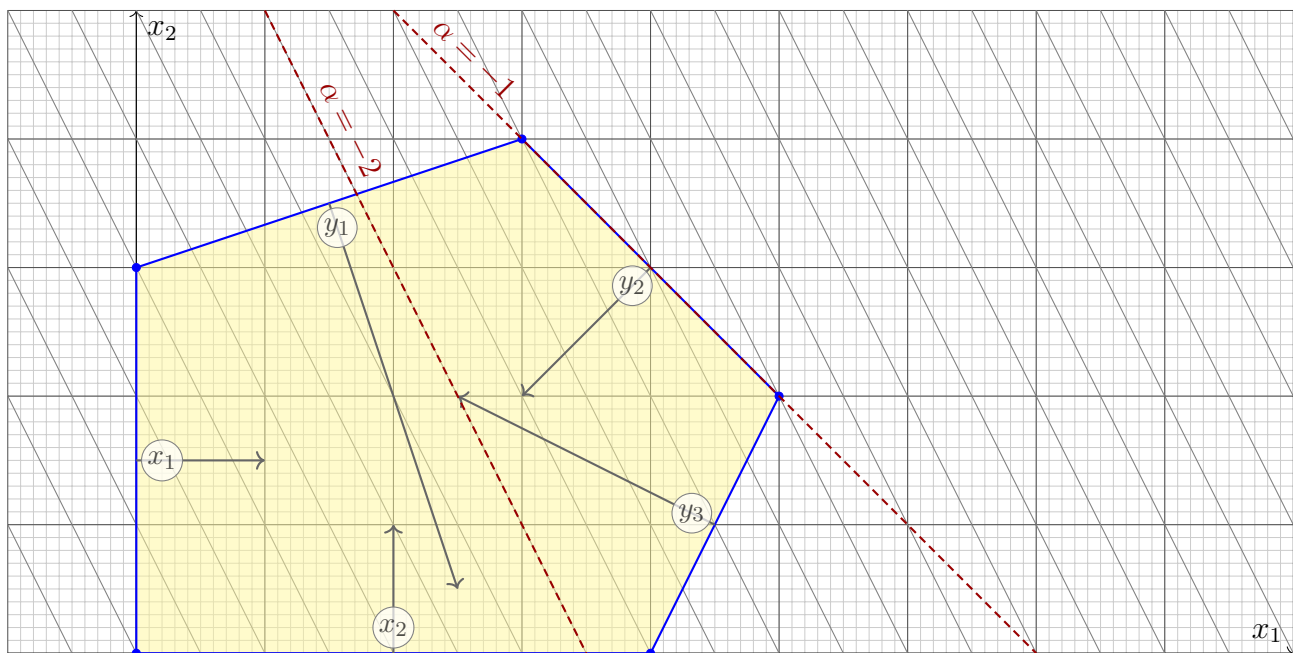 x₂
α = −1
α = −2
y₁
y₂
x₁
y₃
x₂
x₁